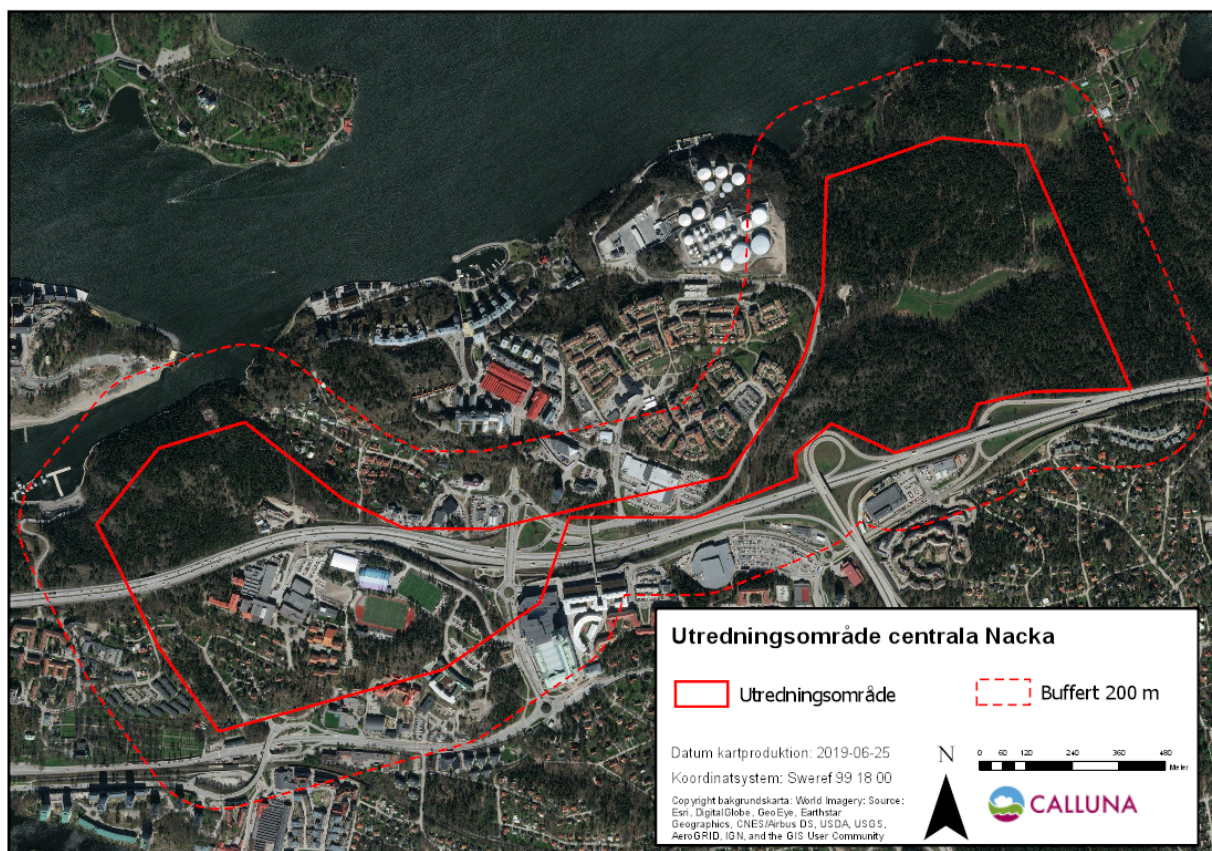 Utredningsområde centrala Nacka
Utredningsområde
Buffert 200 m
Datum kartproduktion: 2019-06-25
Koordinatsystem: Sweref 99 18 00
Copyright bakgrundskarta: World Imagery: Source:
Esri, DigitalGlobe, GeoEye, Earthstar
Geographics, CNES/Airbus DS, USDA, USGS,
AeroGRID, IGN, and the GIS User Community
N
0 60 120 240 360 480
Meter
CALLUNA